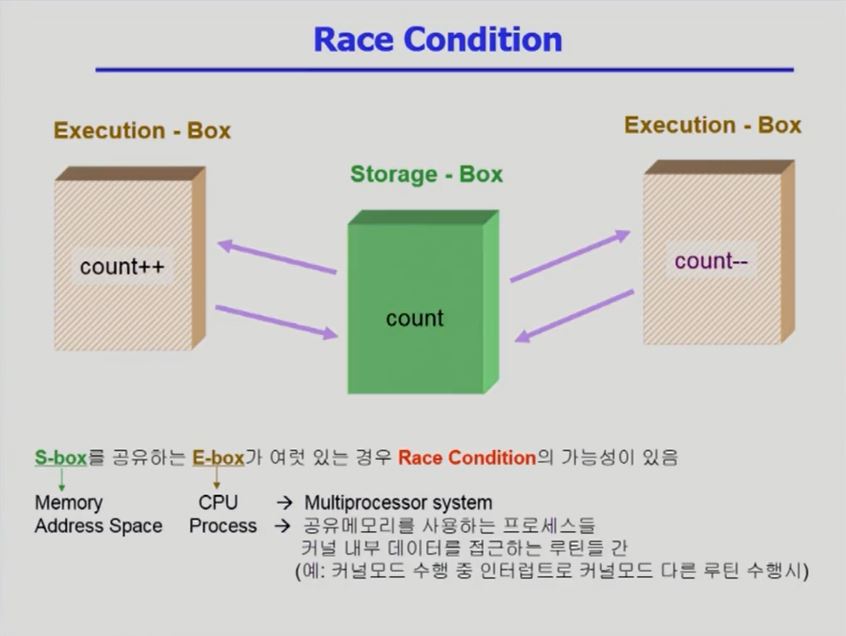 Race Condition
Execution - Box
Execution - Box
Storage - Box
count++
count
count--
S-box를 공유하는 E-box가 여럿 있는 경우 Race Condition의 가능성이 있음
Memory CPU → Multiprocessor system
Address Space Process → 공유메모리를 사용하는 프로세스들
커널 내부 데이터를 접근하는 루틴들 간
(예: 커널모드 수행 중 인터럽트로 커널모드 다른 루틴 수행시)